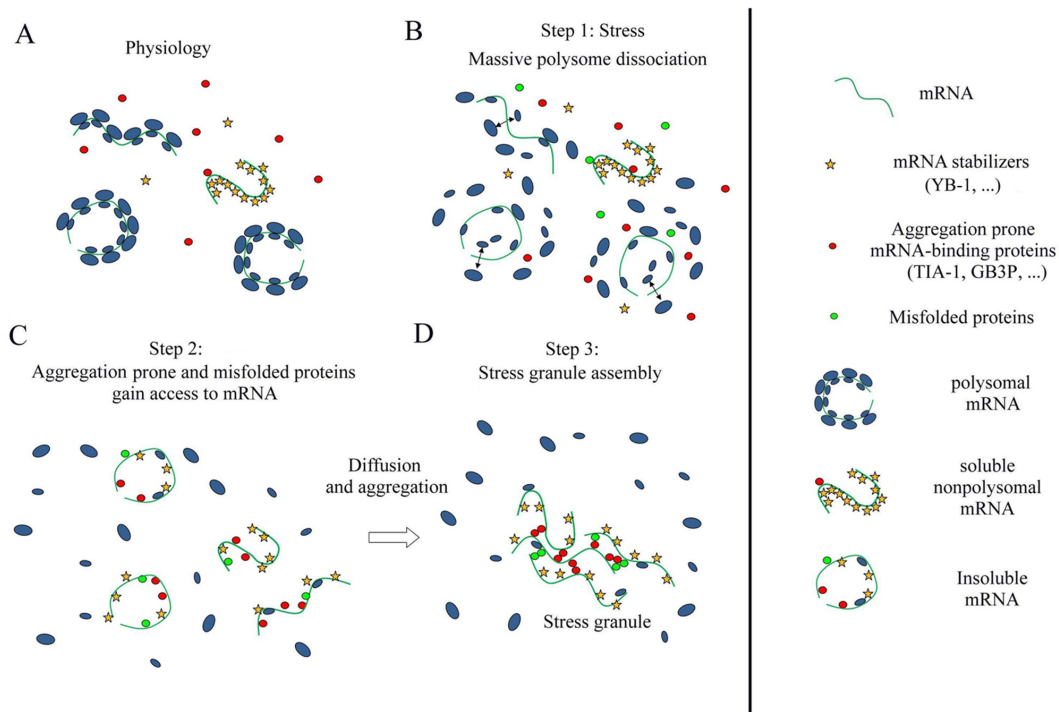 A
Physiology
B
Step 1: Stress
Massive polysome dissociation
C
Step 2:
Aggregation prone and misfolded proteins
gain access to mRNA
Diffusion
and aggregation
D
Step 3:
Stress granule assembly
Stress granule
mRNA
mRNA stabilizers
(YB-1, ...)
Aggregation prone
mRNA-binding proteins
(TIA-1, GB3P, ...)
Misfolded proteins
polysomal
mRNA
soluble
nonpolysomal
mRNA
Insoluble
mRNA